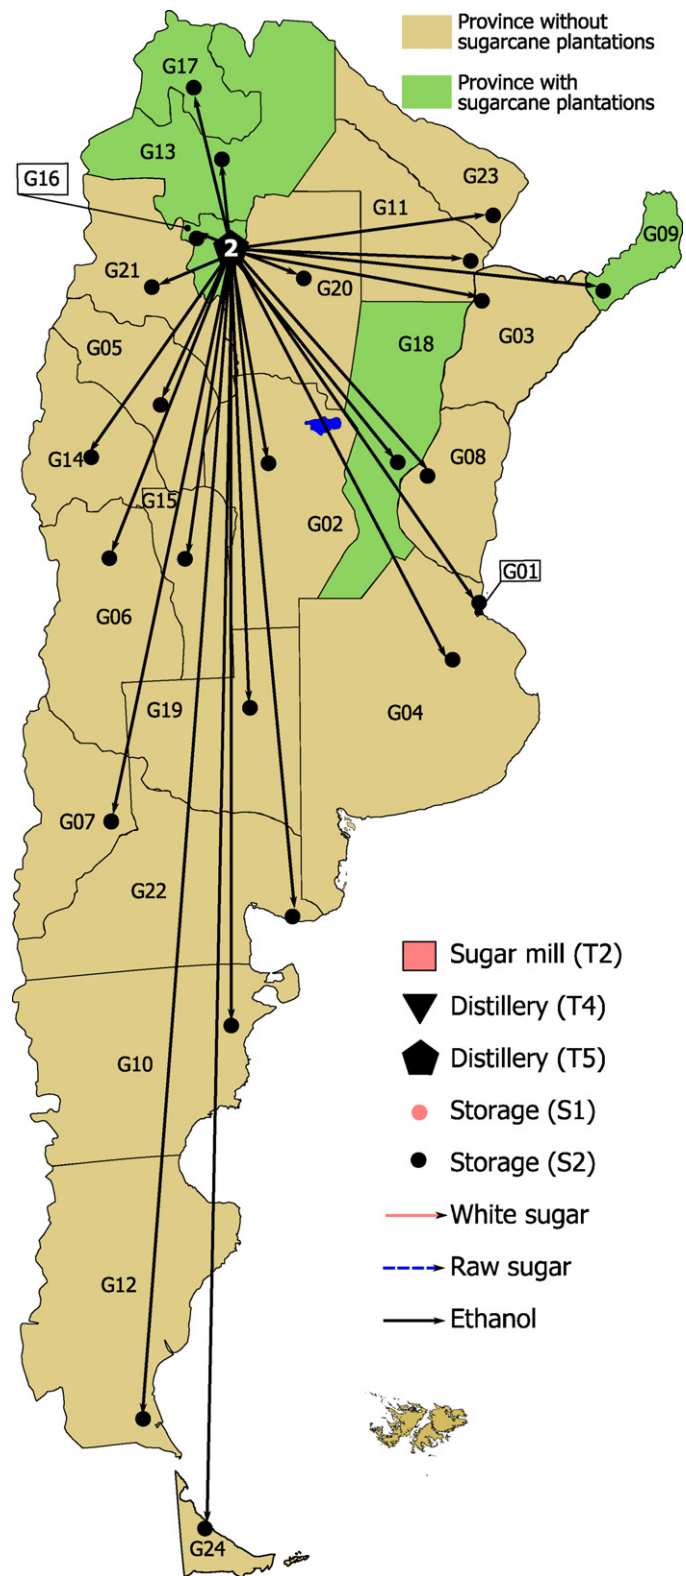 Province without
sugarcane plantations
Province with
sugarcane plantations
G17
G13
G16
G23
G11
G09
2
G21
G20
G03
G05
G18
G14
G08
G15
G02
G01
G06
G19
G04
G07
G22
Sugar mill (T2)
Distillery (T4)
Distillery (T5)
G10
Storage (S1)
Storage (S2)
White sugar
Raw sugar
G12
Ethanol
G24